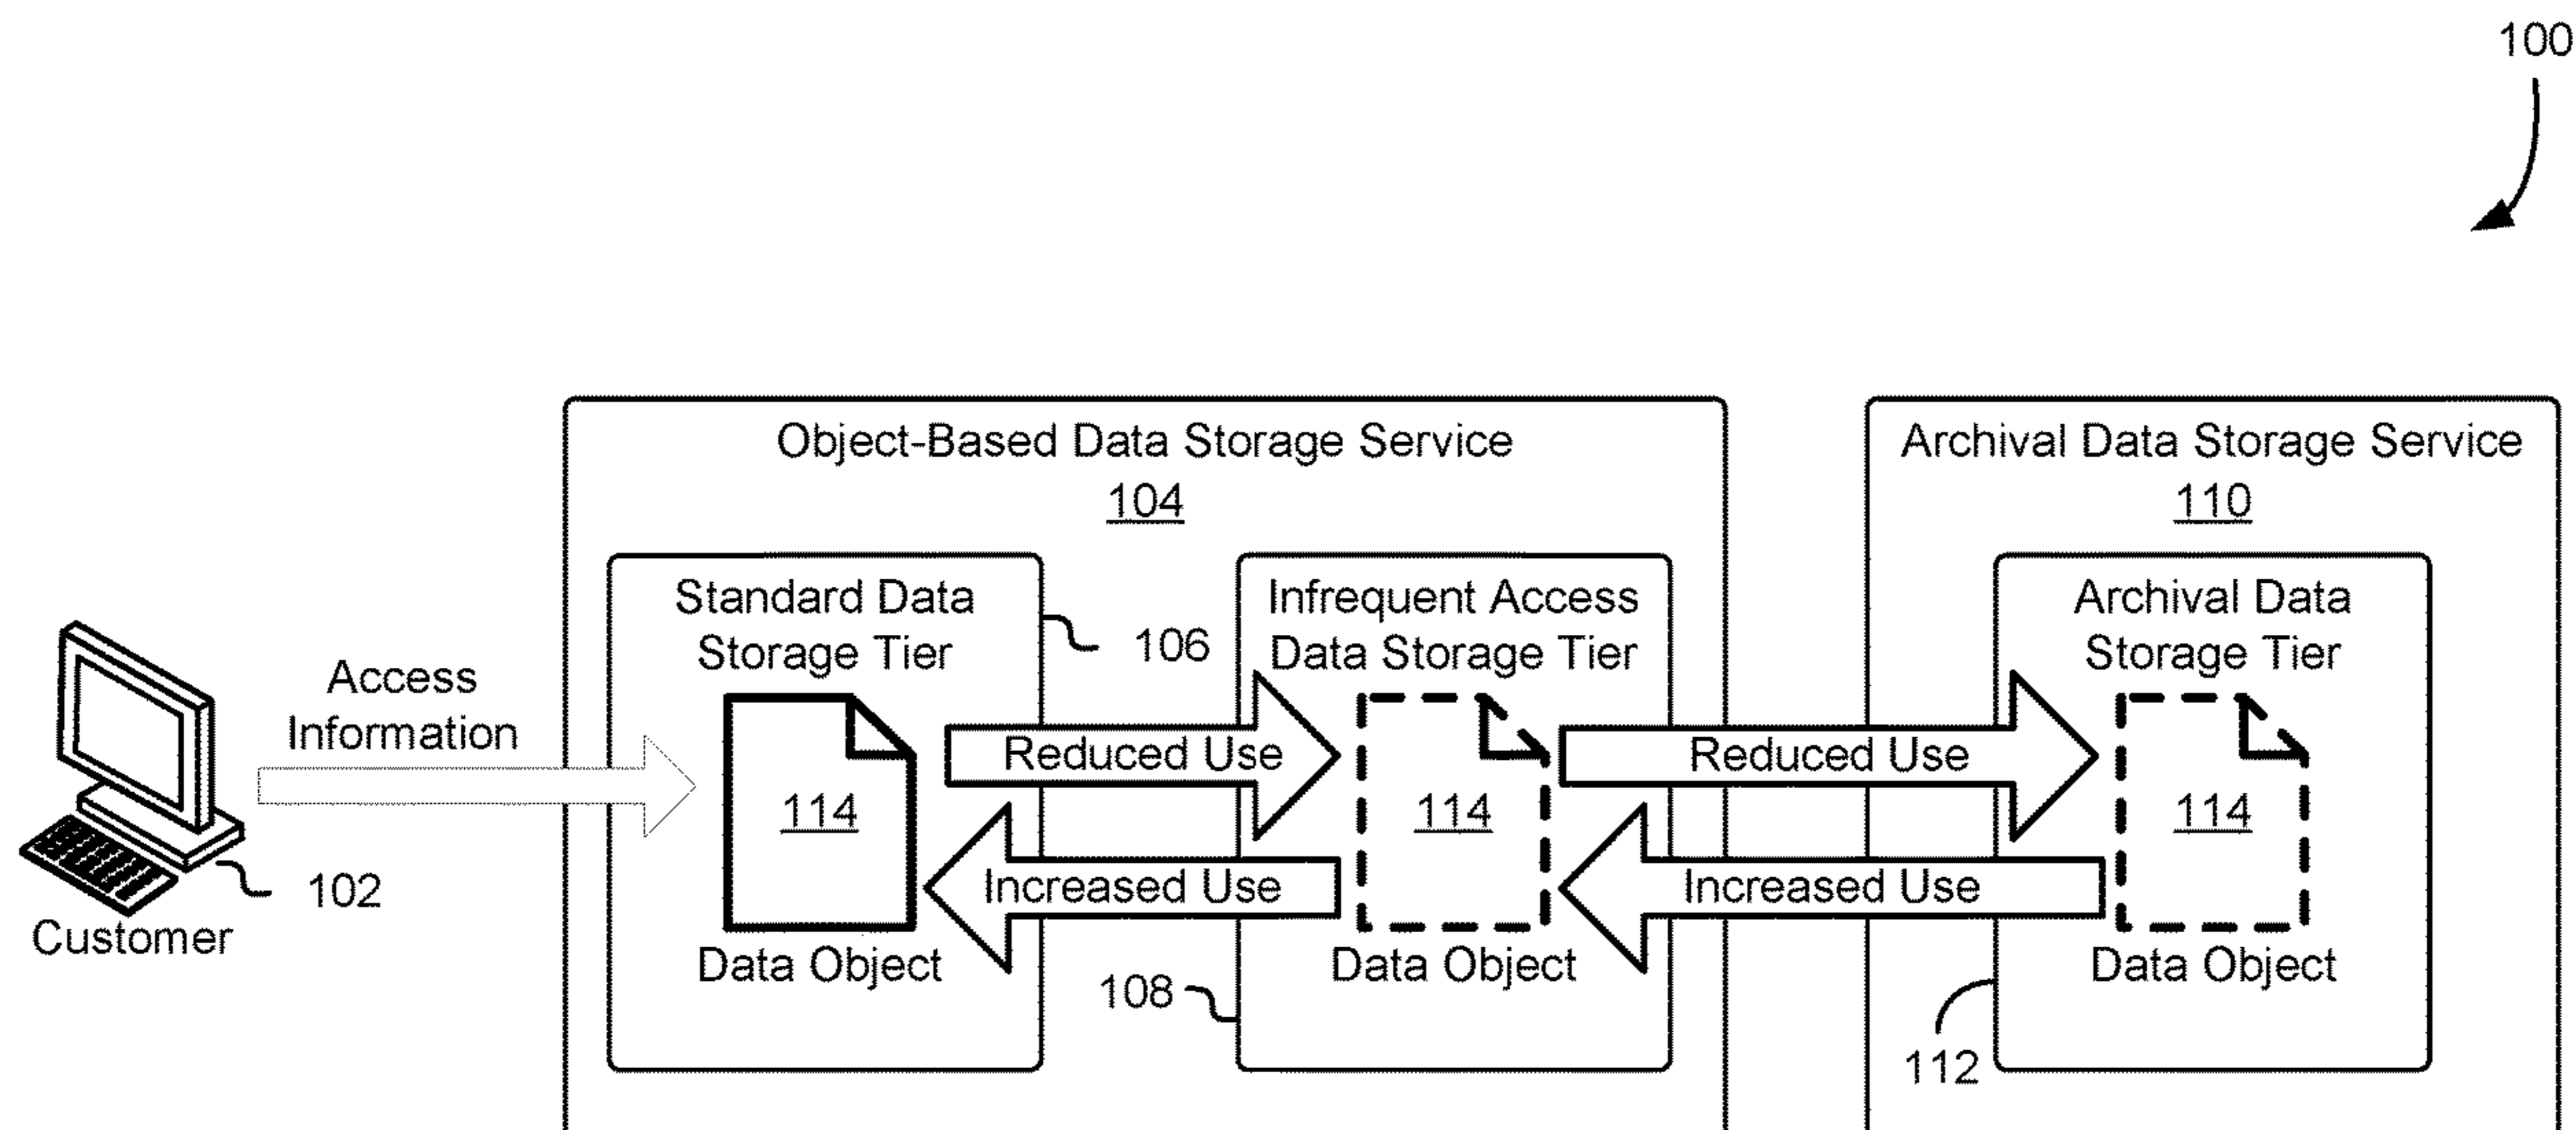 100
Object-Based Data Storage Service
104
Archival Data Storage Service
110
Standard Data
Storage Tier
106
Infrequent Access
Data Storage Tier
Archival Data
Storage Tier
Access
Information
Reduced Use
Reduced Use
114
114
114
Increased Use
Increased Use
102
Customer
Data Object
108
Data Object
Data Object
112